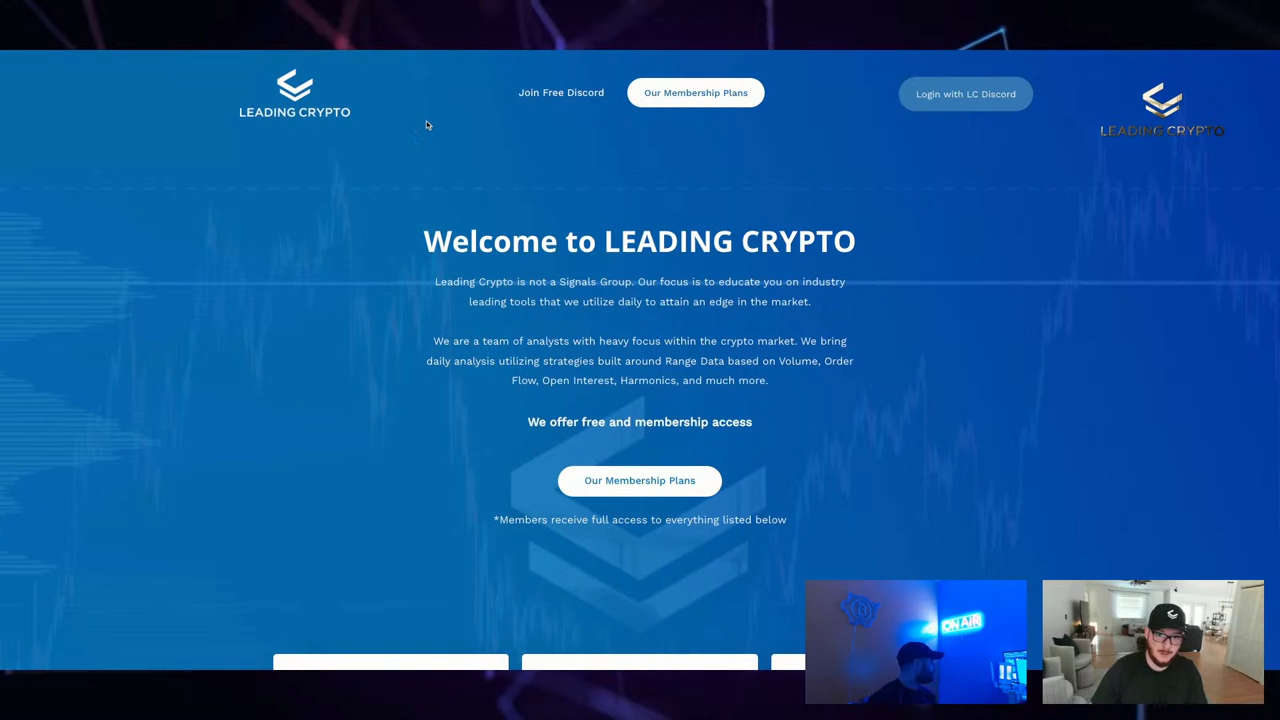 LEADING CRYPTO
Join Free Discord
Our Membership Plans
Login with LC Discord
LEADING CRYPTO
Welcome to LEADING CRYPTO
Leading Crypto is not a Signals Group. Our focus is to educate you on industry
leading tools that we utilize daily to attain an edge in the market.
We are a team of analysts with heavy focus within the crypto market. We bring
daily analysis utilizing strategies built around Range Data based on Volume, Order
Flow, Open Interest, Harmonics, and much more.
We offer free and membership access
Our Membership Plans
*Members receive full access to everything listed below
ON AIR